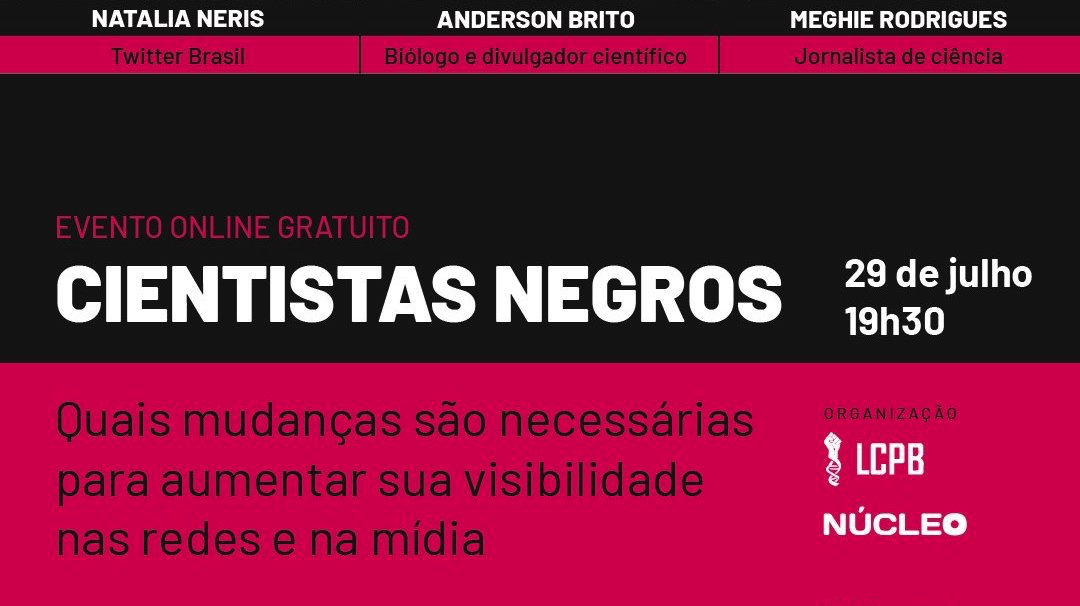 NATALIA NERIS
Twitter Brasil
ANDERSON BRITO
Biólogo e divulgador científico
MEGHIE RODRIGUES
Jornalista de ciência
EVENTO ONLINE GRATUITO
CIENTISTAS NEGROS
29 de julho
19h30
Quais mudanças são necessárias
para aumentar sua visibilidade
nas redes e na mídia
ORGANIZAÇÃO
LCPB
NÚCLEO